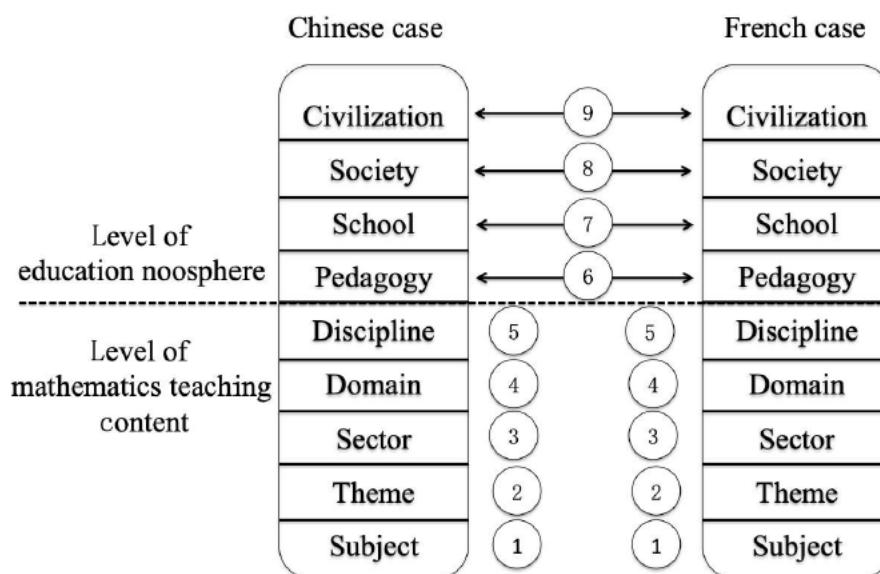 Chinese case French case
Civilization 9 Civilization
Society 8 Society
School 7 School
Level of
education noosphere
Pedagogy 6 Pedagogy
Discipline 5 5 Discipline
Level of
mathematics teaching
content
Domain 4 4 Domain
Sector 3 3 Sector
Theme 2 2 Theme
Subject 1 1 Subject